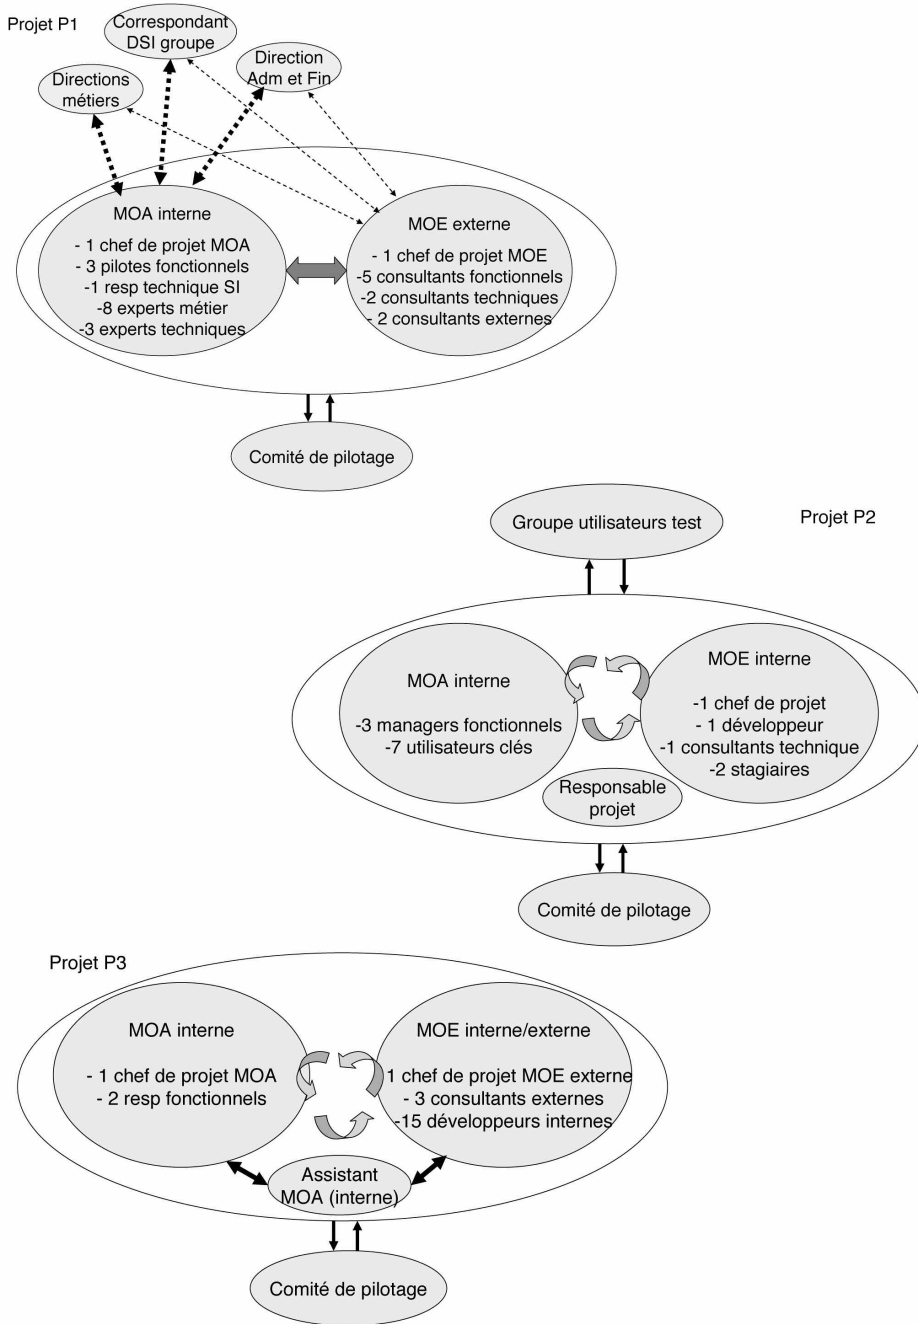 Projet P1
Correspondant
DSI groupe
Direction
Adm et Fin
Directions
métiers
MOA interne
- 1 chef de projet MOA
- 3 pilotes fonctionnels
-1 resp technique SI
-8 experts métier
-3 experts techniques
MOE externe
- 1 chef de projet MOE
-5 consultants fonctionnels
-2 consultants techniques
- 2 consultants externes
Comité de pilotage
Projet P2
Groupe utilisateurs test
MOA interne
-3 managers fonctionnels
-7 utilisateurs clés
MOE interne
-1 chef de projet
- 1 développeur
-1 consultants technique
-2 stagiaires
Responsable
projet
Comité de pilotage
Projet P3
MOA interne
- 1 chef de projet MOA
- 2 resp fonctionnels
MOE interne/externe
1 chef de projet MOE externe
- 3 consultants externes
-15 développeurs internes
Assistant
MOA (interne)
Comité de pilotage